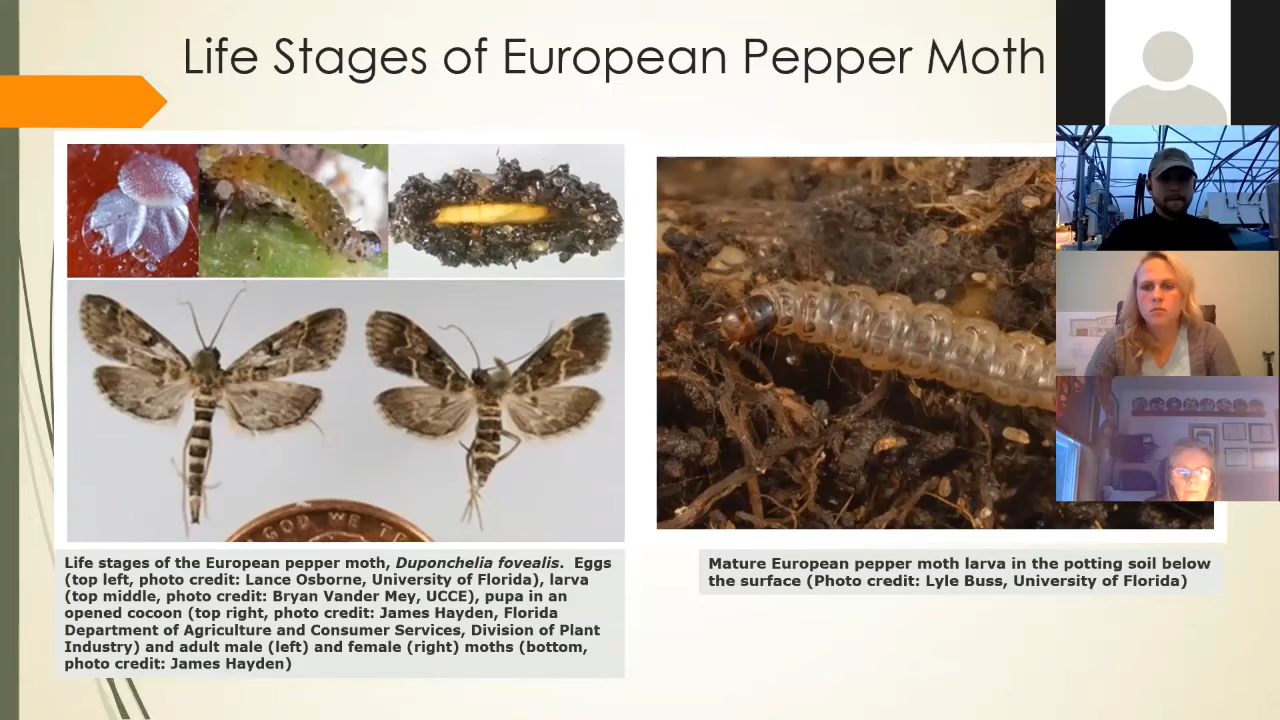 Life Stages of European Pepper Moth
GOD WE T
Life stages of the European pepper moth, Duponchelia fovealis.  Eggs
(top left, photo credit: Lance Osborne, University of Florida), larva
(top middle, photo credit: Bryan Vander Mey, UCCE), pupa in an
opened cocoon (top right, photo credit: James Hayden, Florida
Department of Agriculture and Consumer Services, Division of Plant
Industry) and adult male (left) and female (right) moths (bottom,
photo credit: James Hayden)
Mature European pepper moth larva in the potting soil below
the surface (Photo credit: Lyle Buss, University of Florida)